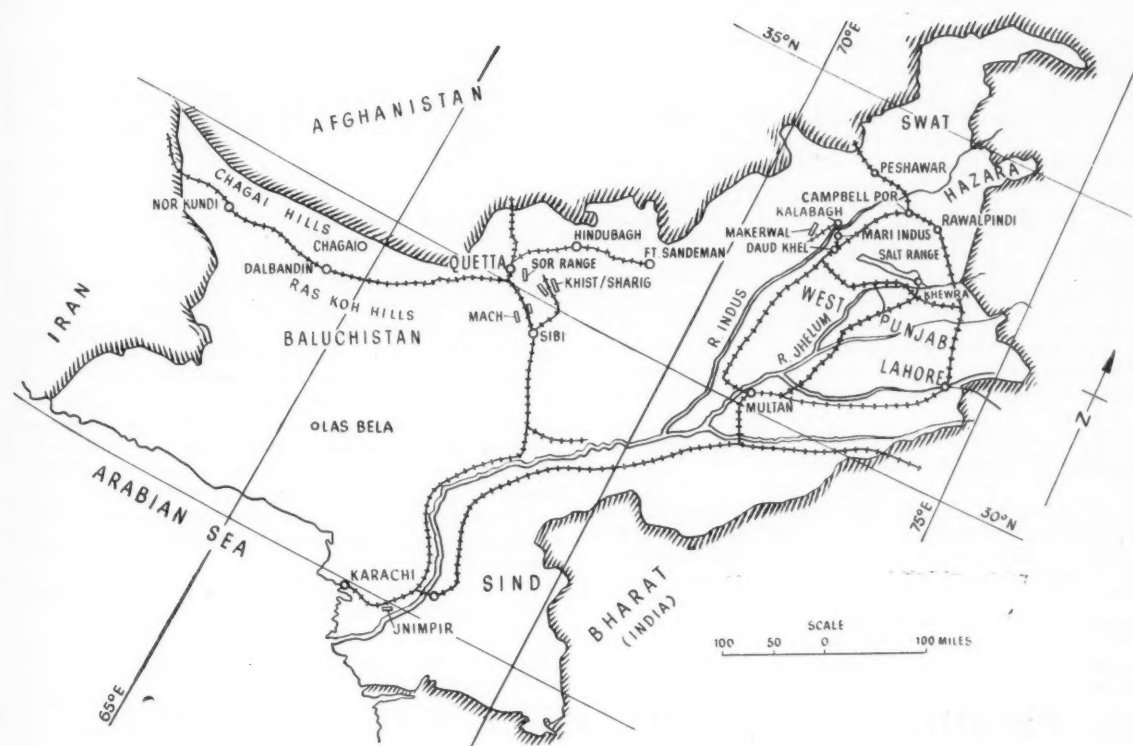 35°N
70°E
AFGHANISTAN
SWAT
PESHAWAR
HAZARA
CAMPBELL POR
KALABAGH
RAWALPINDI
MAKERWAL
MARI INDUS
DAUD KHEL
SALT RANGE
KHEWRA
CHAGAI HILLS
NOR KUNDI
CHAGAI
HINDUBAGH
FT. SANDEMAN
QUETTA
SOR RANGE
KHIST/SHARIG
DALBANDIN
RAS KOH HILLS
MACH
SIBI
IRAN
BALUCHISTAN
R. INDUS
WEST
PUNJAB
R. JHELUM
LAHORE
MULTAN
N
LAS BELA
ARABIAN SEA
75°E
30°N
KARACHI
SIND
JNIMPIR
BHARAT
(INDIA)
SCALE
100 50 0 100 MILES
65°E